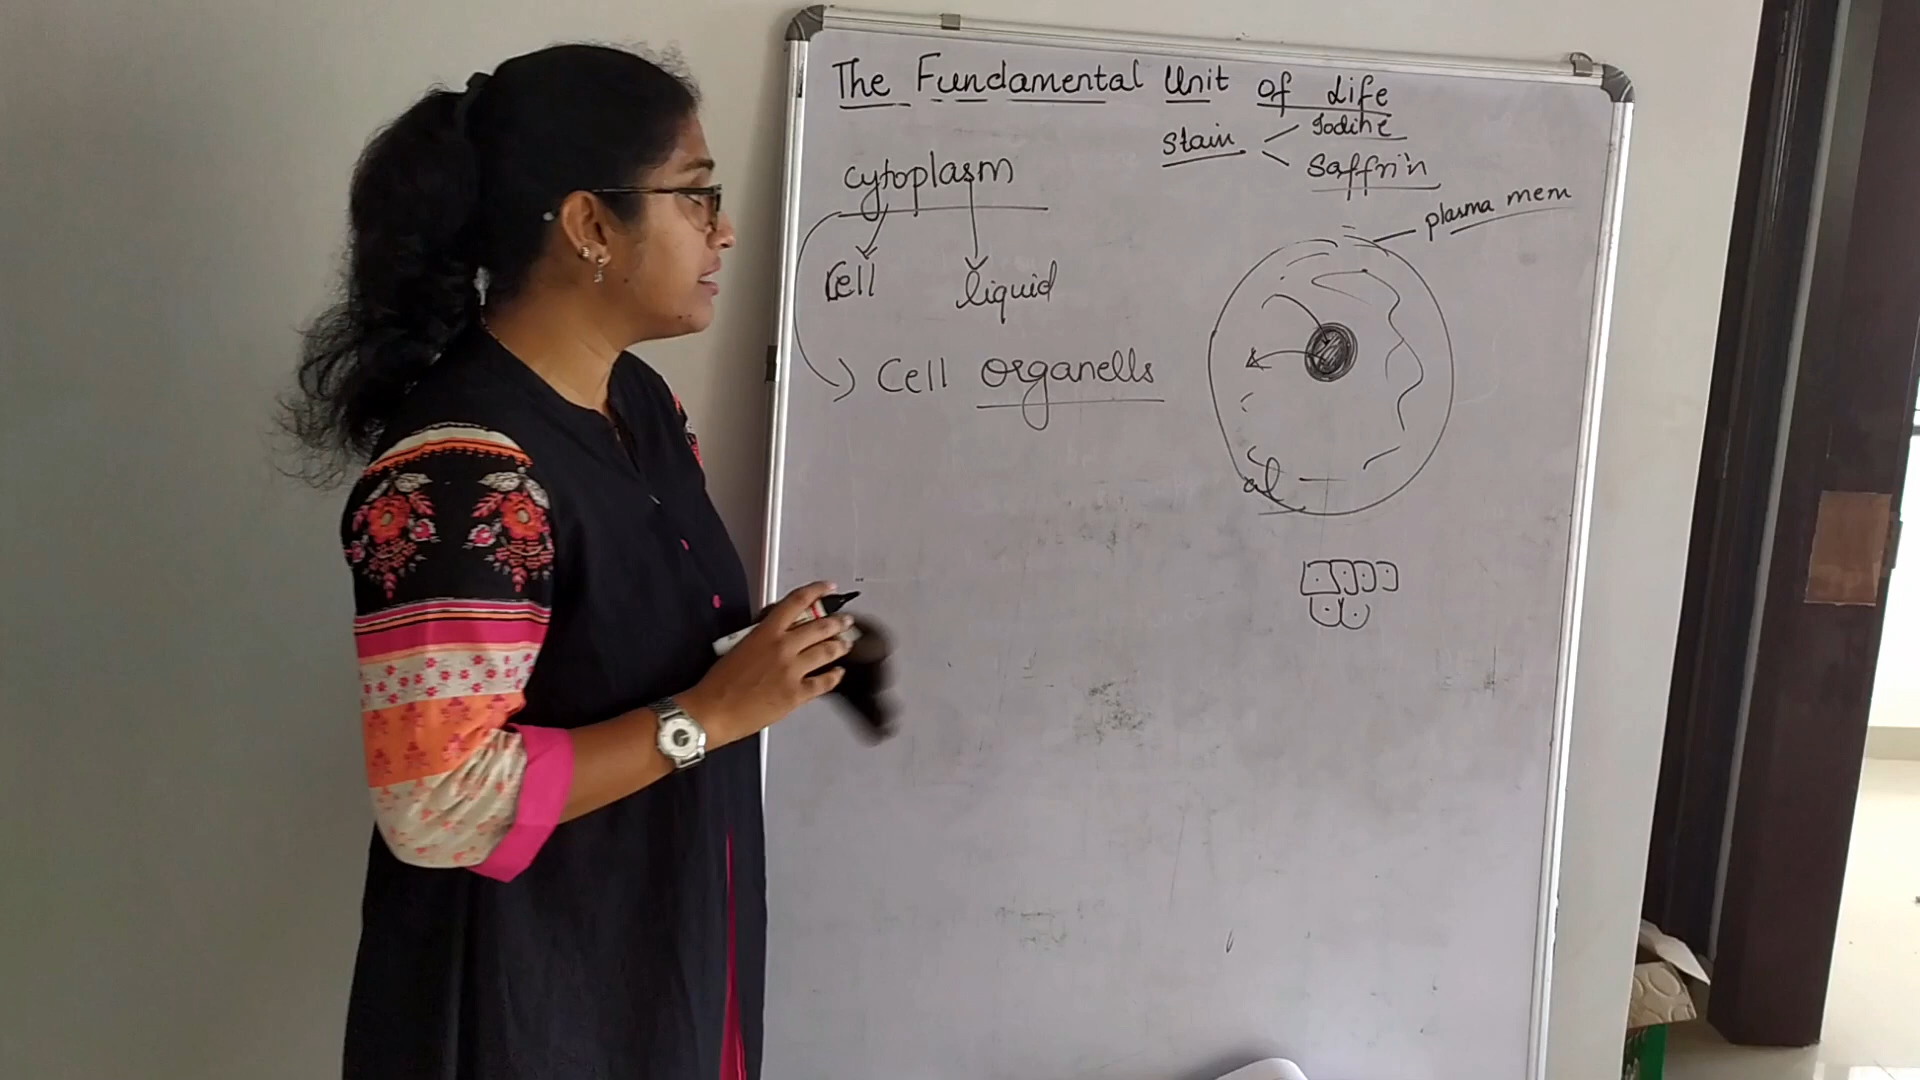 The Fundamental Unit of Life
Stain
Iodine
Saffrin
cytoplasm
plasma mem
Cell
liquid
Cell organells